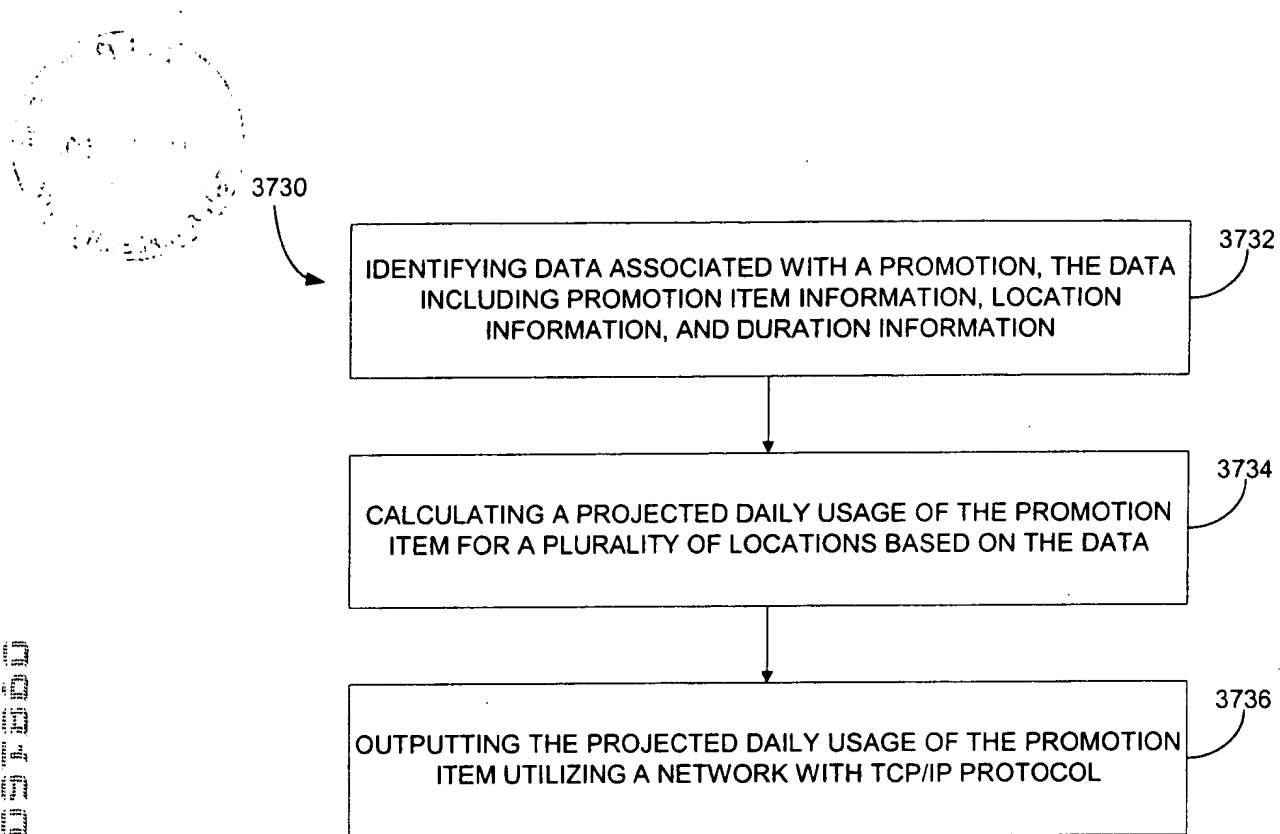 3730
3732
IDENTIFYING DATA ASSOCIATED WITH A PROMOTION, THE DATA
INCLUDING PROMOTION ITEM INFORMATION, LOCATION
INFORMATION, AND DURATION INFORMATION
3734
CALCULATING A PROJECTED DAILY USAGE OF THE PROMOTION
ITEM FOR A PLURALITY OF LOCATIONS BASED ON THE DATA
3736
OUTPUTTING THE PROJECTED DAILY USAGE OF THE PROMOTION
ITEM UTILIZING A NETWORK WITH TCP/IP PROTOCOL